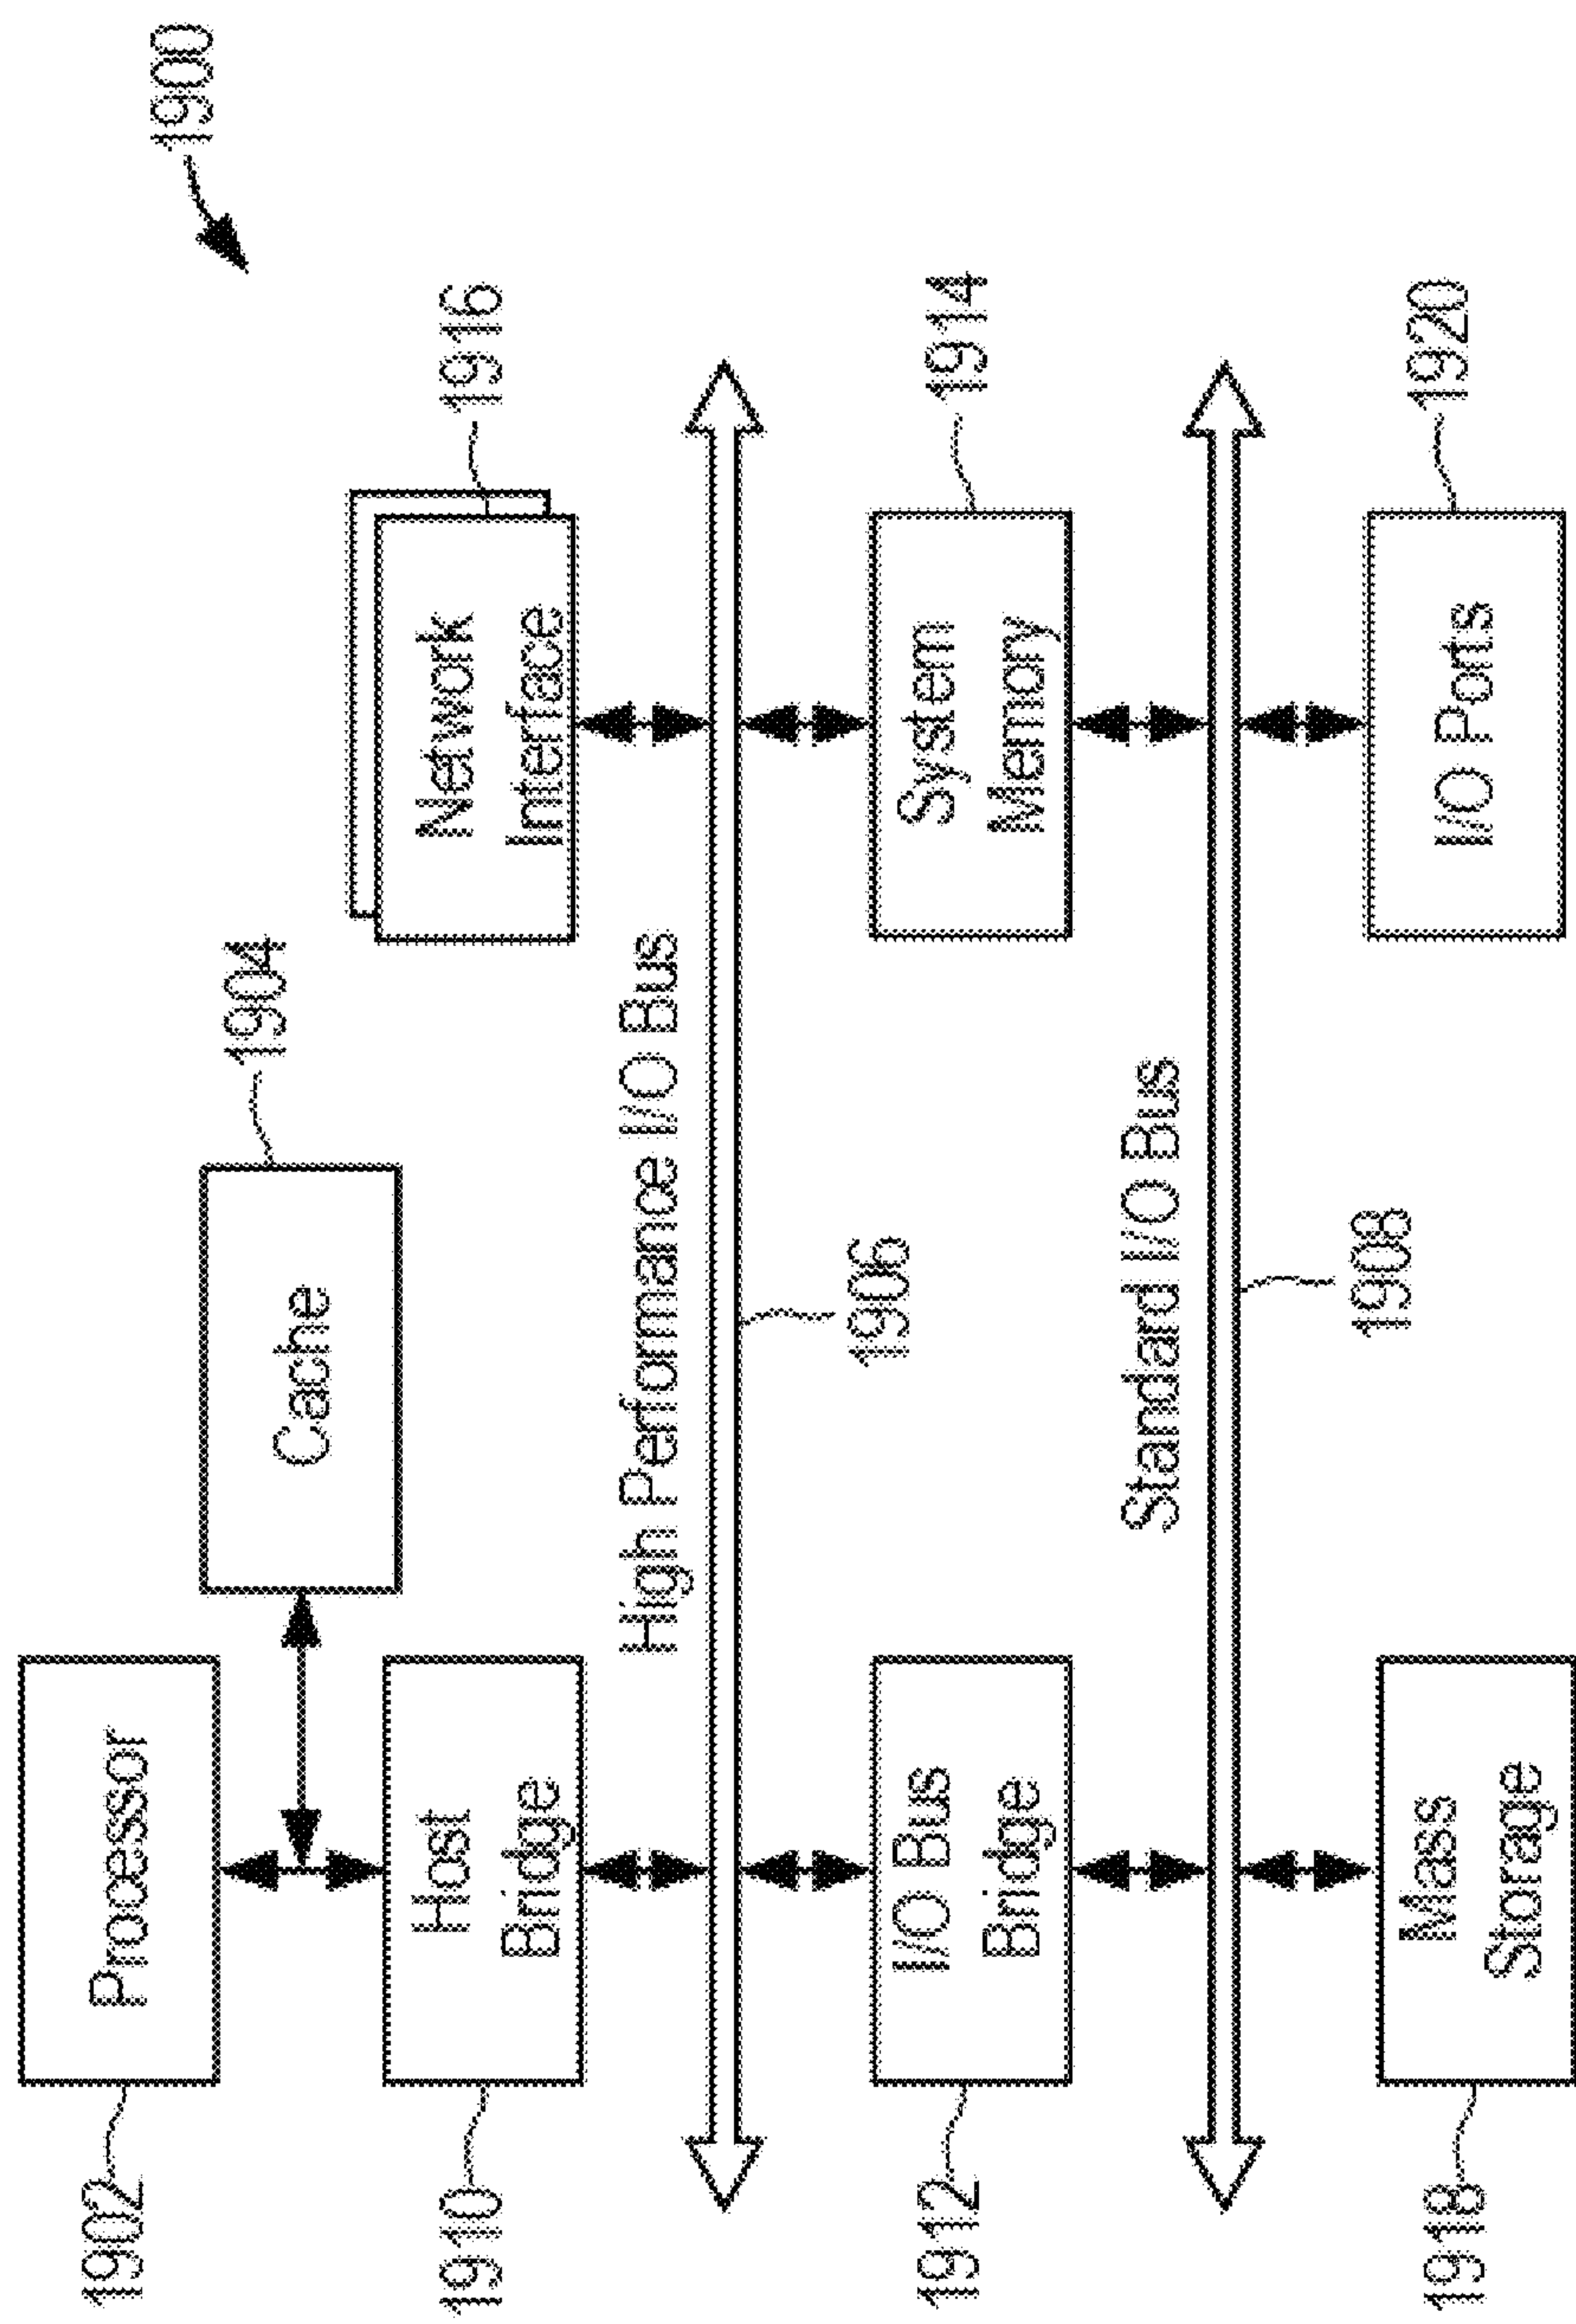 1900
1902
Processor
Cache
1904
1910
Host
Bridge
Network
Interface
1916
High Performance I/O Bus
1906
1912
I/O Bus
Bridge
System
Memory
1914
Standard I/O Bus
1908
1918
Mass
Storage
I/O Ports
1920